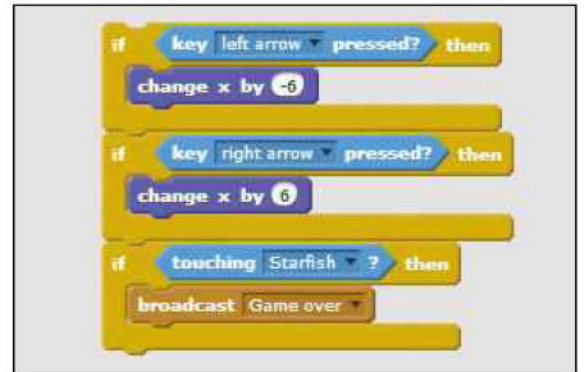 if key left arrow pressed? then
change x by -6
if key right arrow pressed? then
change x by 6
if touching Starfish ? then
broadcast Game over